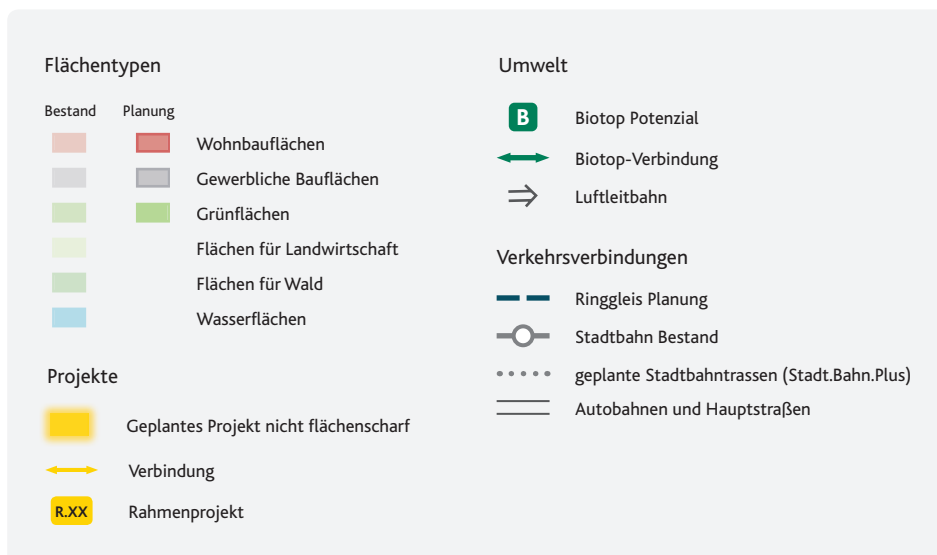 Flächentypen
Bestand Planung
Wohnbauflächen
Gewerbliche Bauflächen
Grünflächen
Flächen für Landwirtschaft
Flächen für Wald
Wasserflächen
Projekte
Geplantes Projekt nicht flächenscharf
Verbindung
R.XX Rahmenprojekt
Umwelt
B Biotop Potenzial
Biotop-Verbindung
Luftleitbahn
Verkehrsverbindungen
Ringgleis Planung
Stadtbahn Bestand
geplante Stadtbahntrassen (Stadt.Bahn.Plus)
Autobahnen und Hauptstraßen